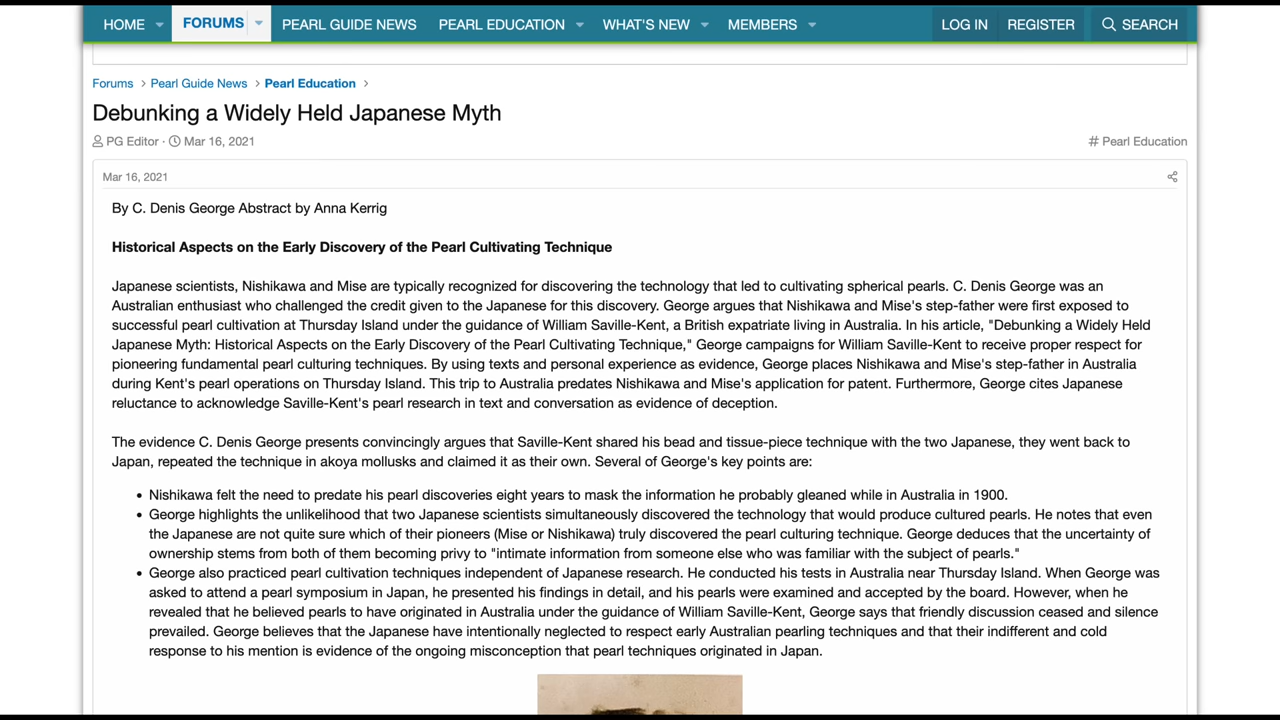 HOME FORUMS PEARL GUIDE NEWS PEARL EDUCATION WHAT'S NEW MEMBERS LOG IN REGISTER SEARCH
Forums > Pearl Guide News > Pearl Education >
Debunking a Widely Held Japanese Myth
PG Editor · Mar 16, 2021 # Pearl Education
Mar 16, 2021
By C. Denis George Abstract by Anna Kerrig
Historical Aspects on the Early Discovery of the Pearl Cultivating Technique
Japanese scientists, Nishikawa and Mise are typically recognized for discovering the technology that led to cultivating spherical pearls. C. Denis George was an
Australian enthusiast who challenged the credit given to the Japanese for this discovery. George argues that Nishikawa and Mise's step-father were first exposed to
successful pearl cultivation at Thursday Island under the guidance of William Saville-Kent, a British expatriate living in Australia. In his article, "Debunking a Widely Held
Japanese Myth: Historical Aspects on the Early Discovery of the Pearl Cultivating Technique," George campaigns for William Saville-Kent to receive proper respect for
pioneering fundamental pearl culturing techniques. By using texts and personal experience as evidence, George places Nishikawa and Mise's step-father in Australia
during Kent's pearl operations on Thursday Island. This trip to Australia predates Nishikawa and Mise's application for patent. Furthermore, George cites Japanese
reluctance to acknowledge Saville-Kent's pearl research in text and conversation as evidence of deception.
The evidence C. Denis George presents convincingly argues that Saville-Kent shared his bead and tissue-piece technique with the two Japanese, they went back to
Japan, repeated the technique in akoya mollusks and claimed it as their own. Several of George's key points are:
• Nishikawa felt the need to predate his pearl discoveries eight years to mask the information he probably gleaned while in Australia in 1900.
• George highlights the unlikelihood that two Japanese scientists simultaneously discovered the technology that would produce cultured pearls. He notes that even
the Japanese are not quite sure which of their pioneers (Mise or Nishikawa) truly discovered the pearl culturing technique. George deduces that the uncertainty of
ownership stems from both of them becoming privy to "intimate information from someone else who was familiar with the subject of pearls."
• George also practiced pearl cultivation techniques independent of Japanese research. He conducted his tests in Australia near Thursday Island. When George was
asked to attend a pearl symposium in Japan, he presented his findings in detail, and his pearls were examined and accepted by the board. However, when he
revealed that he believed pearls to have originated in Australia under the guidance of William Saville-Kent, George says that friendly discussion ceased and silence
prevailed. George believes that the Japanese have intentionally neglected to respect early Australian pearling techniques and that their indifferent and cold
response to his mention is evidence of the ongoing misconception that pearl techniques originated in Japan.